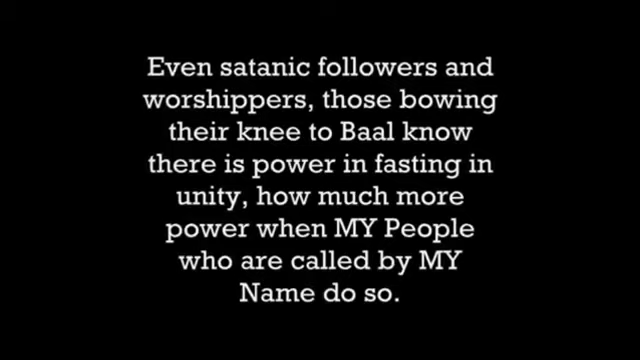 Even satanic followers and
worshippers, those bowing
their knee to Baal know
there is power in fasting in
unity, how much more
power when MY People
who are called by MY
Name do so.